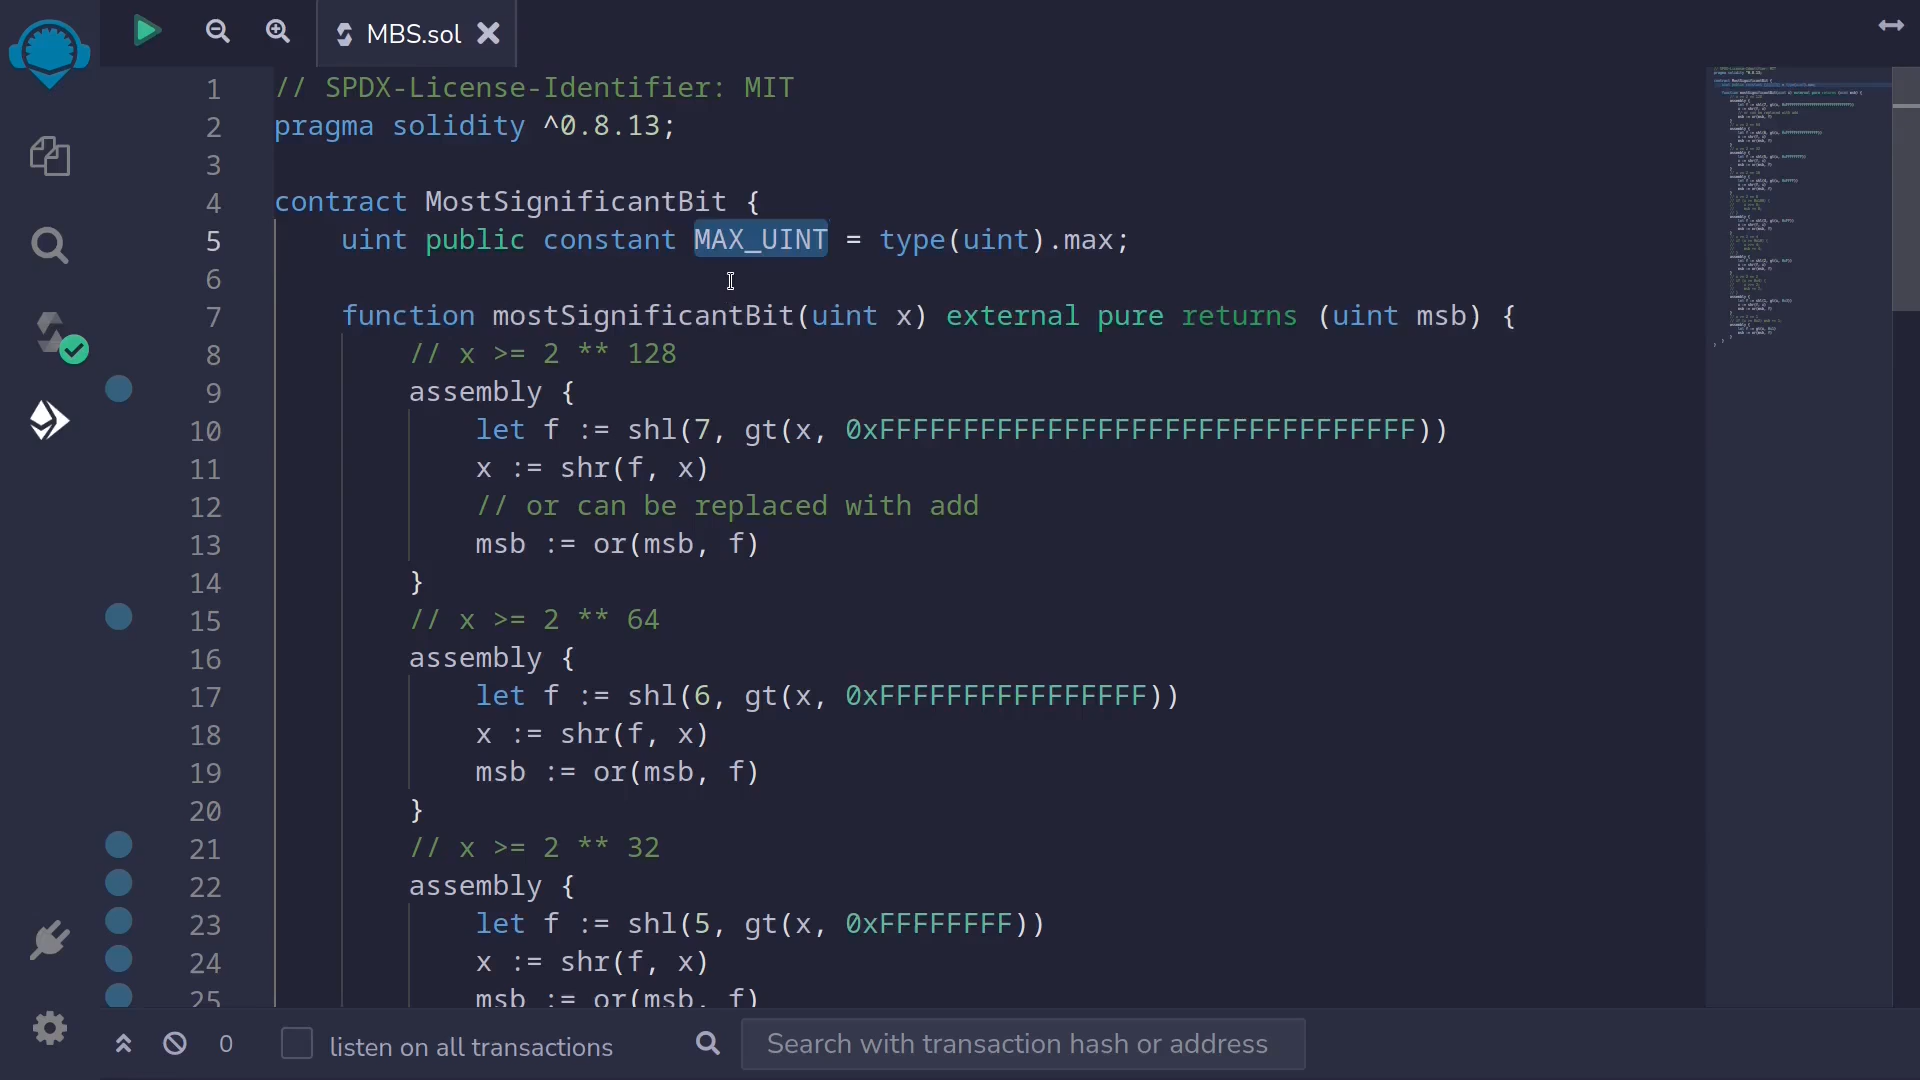 MBS.sol
1 // SPDX-License-Identifier: MIT
2 pragma solidity ^0.8.13;
3
4 contract MostSignificantBit {
5 uint public constant MAX_UINT = type(uint).max;
6
7 function mostSignificantBit(uint x) external pure returns (uint msb) {
8 // x >= 2 ** 128
9 assembly {
10 let f := shl(7, gt(x, 0xFFFFFFFFFFFFFFFFFFFFFFFFFFFFFFFF))
11 x := shr(f, x)
12 // or can be replaced with add
13 msb := or(msb, f)
14 }
15 // x >= 2 ** 64
16 assembly {
17 let f := shl(6, gt(x, 0xFFFFFFFFFFFFFFFF))
18 x := shr(f, x)
19 msb := or(msb, f)
20 }
21 // x >= 2 ** 32
22 assembly {
23 let f := shl(5, gt(x, 0xFFFFFFFF))
24 x := shr(f, x)
25 msb := or(msb, f)
0 listen on all transactions Search with transaction hash or address